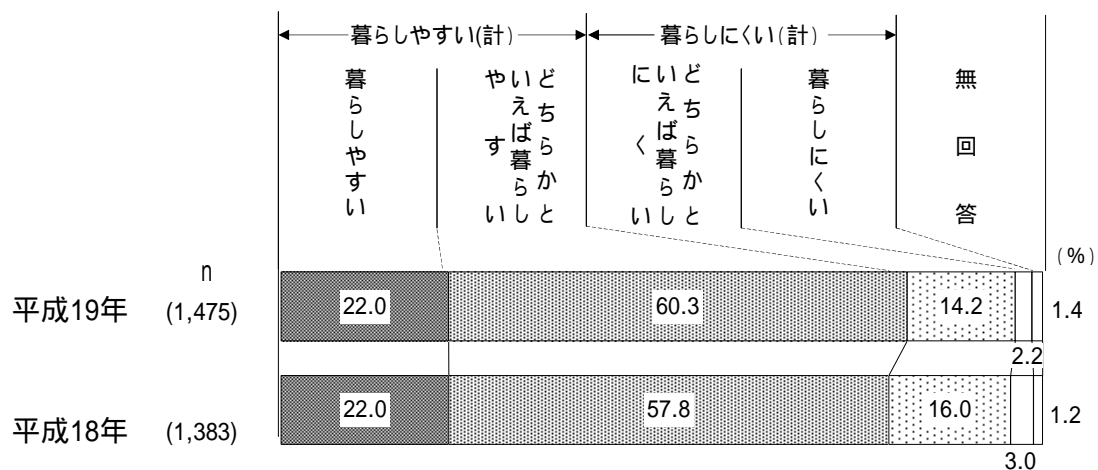 暮らしやすい(計)
暮らしにくい(計)
暮らしやすい
どちらかと
いえば暮らし
やすい
どちらかと
いえば暮らし
にくい
暮らしにくい
無回答
(%)
n
平成19年 (1,475) 22.0 60.3 14.2 1.4
2.2
平成18年 (1,383) 22.0 57.8 16.0 1.2
3.0